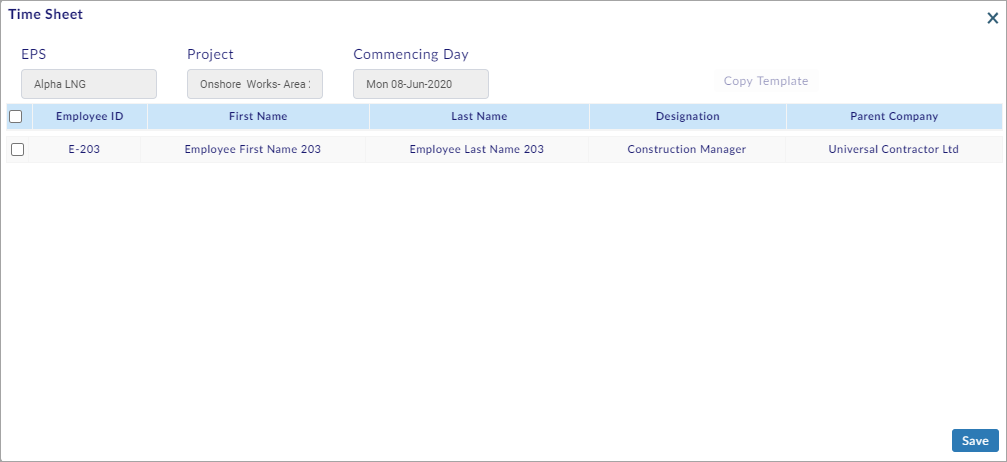 Time Sheet
EPS Project Commencing Day
Alpha LNG Onshore Works- Area Mon 08-Jun-2020 Copy Template
Employee ID First Name Last Name Designation Parent Company
E-203 Employee First Name 203 Employee Last Name 203 Construction Manager Universal Contractor Ltd
Save